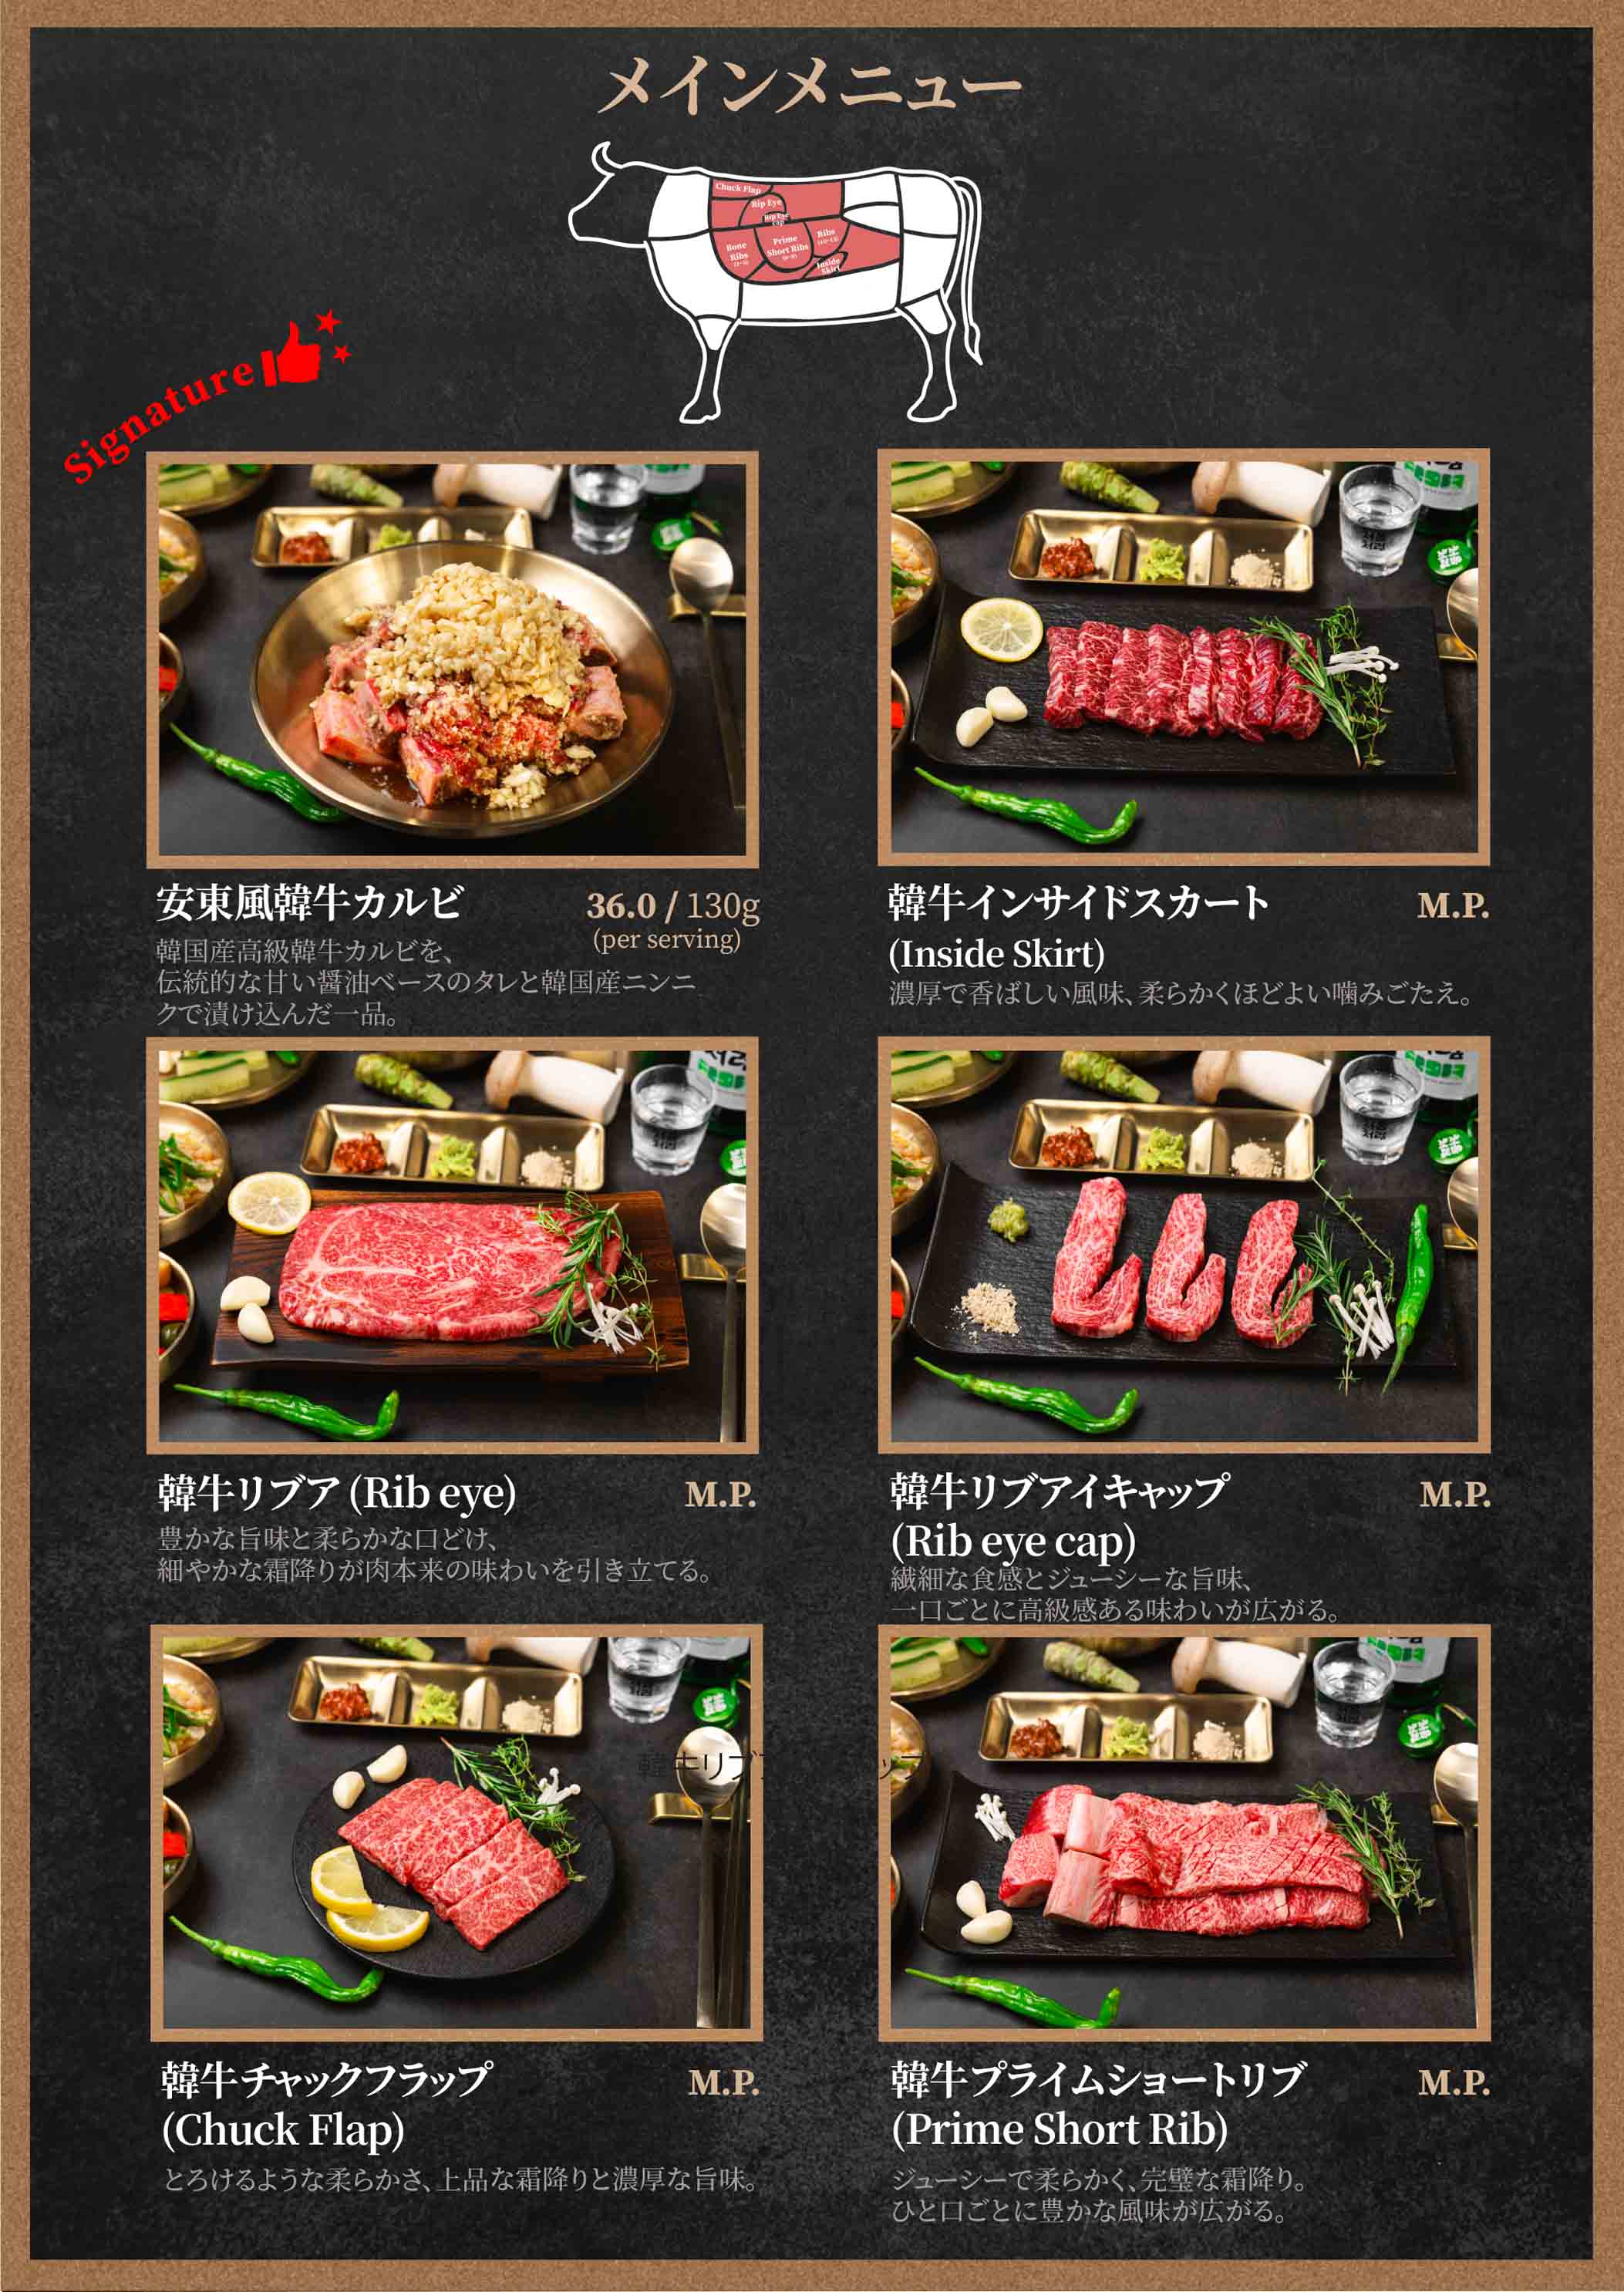 メインメニュー
Chuck Flap
Rip Eye
Rip Eye
cap
Bone
Ribs
Prime
Short Ribs
Ribs
Inside
Skirt
Signature
安東風韓牛カルビ
36.0 / 130g
(per serving)
韓国産高級韓牛カルビを、
伝統的な甘い醤油ベースのタレと韓国産ニンニ
クで漬け込んだ一品。
韓牛インサイドスカート
M.P.
(Inside Skirt)
濃厚で香ばしい風味、柔らかくほどよい噛みごたえ。
韓牛リブア (Rib eye)
M.P.
豊かな旨味と柔らかな口どけ、
細やかな霜降りが肉本来の味わいを引き立てる。
韓牛リブアイキャップ
M.P.
(Rib eye cap)
繊細な食感とジューシーな旨味、
一口ごとに高級感ある味わいが広がる。
韓牛チャックフラップ
M.P.
(Chuck Flap)
とろけるような柔らかさ、上品な霜降りと濃厚な旨味。
韓牛プライムショートリブ
M.P.
(Prime Short Rib)
ジューシーで柔らかく、完璧な霜降り。
ひと口ごとに豊かな風味が広がる。